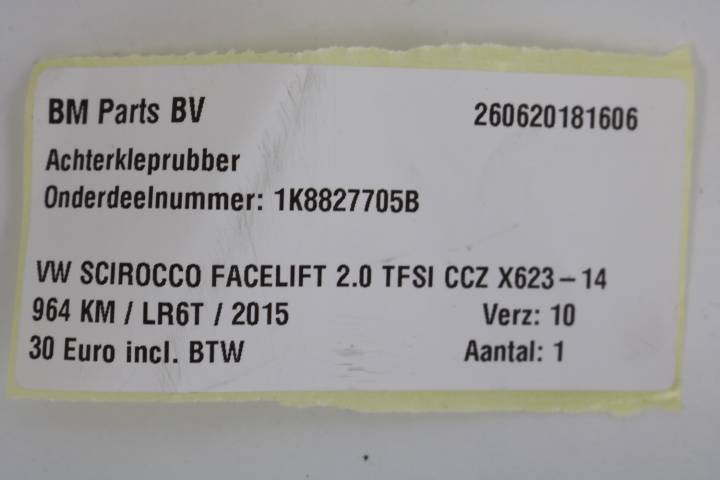 BM Parts BV 260620181606
Achterkleprubber
Onderdeelnummer: 1K8827705B
VW SCIROCCO FACELIFT 2.0 TFSI CCZ X623-14
964 KM / LR6T / 2015 Verz: 10
30 Euro incl. BTW Aantal: 1